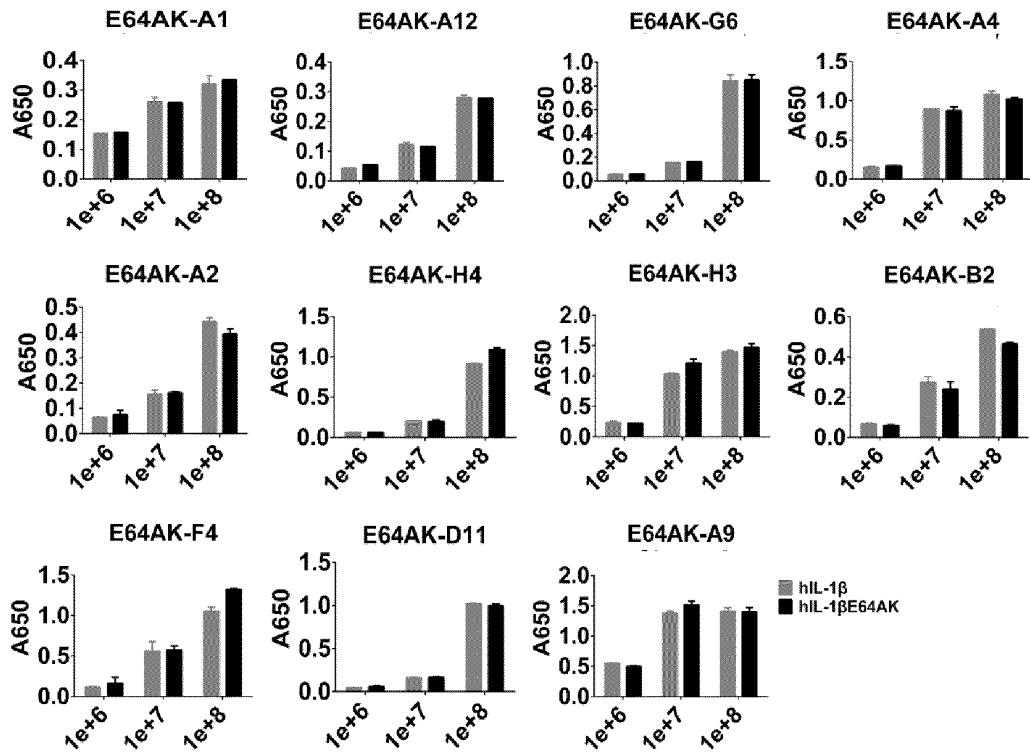 E64AK-A1
A650
0.4
0.3
0.2
0.1
0.0
1e+6
1e+7
1e+8
E64AK-A12
A650
0.4
0.3
0.2
0.1
0.0
1e+6
1e+7
1e+8
E64AK-G6
A650
1.0
0.8
0.6
0.4
0.2
0.0
1e+6
1e+7
1e+8
E64AK-A4
A650
1.5
1.0
0.5
0.0
1e+6
1e+7
1e+8
E64AK-A2
A650
0.5
0.4
0.3
0.2
0.1
0.0
1e+6
1e+7
1e+8
E64AK-H4
A650
1.5
1.0
0.5
0.0
1e+6
1e+7
1e+8
E64AK-H3
A650
2.0
1.5
1.0
0.5
0.0
1e+6
1e+7
1e+8
E64AK-B2
A650
0.6
0.4
0.2
0.0
1e+6
1e+7
1e+8
E64AK-F4
A650
1.5
1.0
0.5
0.0
1e+6
1e+7
1e+8
E64AK-D11
A650
1.5
1.0
0.5
0.0
1e+6
1e+7
1e+8
E64AK-A9
A650
2.0
1.5
1.0
0.5
0.0
1e+6
1e+7
1e+8
hIL-1β
hIL-1βE64AK